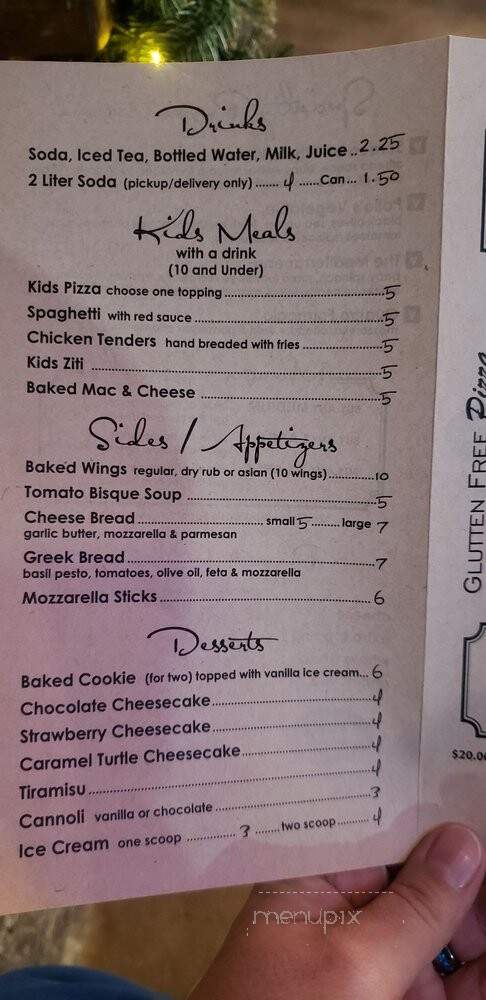 Drinks
Soda, Iced Tea, Bottled Water, Milk, Juice..2.25
2 Liter Soda (pickup/delivery only) ....... 4 ......Can... 1.50
Kids Meals
with a drink
(10 and Under)
Kids Pizza choose one topping ..........5
Spaghetti with red sauce ..........5
Chicken Tenders hand breaded with fries ..........5
Kids Ziti ..........5
Baked Mac & Cheese ..........5
Sides / Appetizers
Baked Wings regular, dry rub or asian (10 wings)..........10
Tomato Bisque Soup ..........5
Cheese Bread .......... small 5 ......... large 7
garlic butter, mozzarella & parmesan
Greek Bread ..........7
basil pesto, tomatoes, olive oil, feta & mozzarella
Mozzarella Sticks .......... 6
Desserts
Baked Cookie (for two) topped with vanilla ice cream... 6
Chocolate Cheesecake..........4
Strawberry Cheesecake..........4
Caramel Turtle Cheesecake..........4
Tiramisu ..........4
Cannoli vanilla or chocolate ..........3
Ice Cream one scoop .......... 3 ........two scoop.......... 4
GLUTTEN FREE Pizza
$20.0
menupix